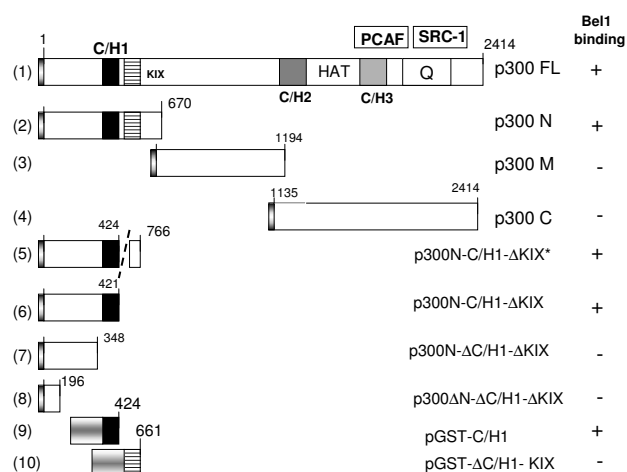 Bel1
binding
1
PCAF SRC-1
C/H1 2414
(1) KIX HAT Q p300 FL +
C/H2 C/H3
670
(2) p300 N +
1194
(3) p300 M -
1135 2414
(4) p300 C -
424 766
(5) p300N-C/H1-ΔKIX* +
421
(6) p300N-C/H1-ΔKIX +
348
(7) p300N-ΔC/H1-ΔKIX -
196
(8) p300ΔN-ΔC/H1-ΔKIX -
424
(9) pGST-C/H1 +
661
(10) pGST-ΔC/H1- KIX -